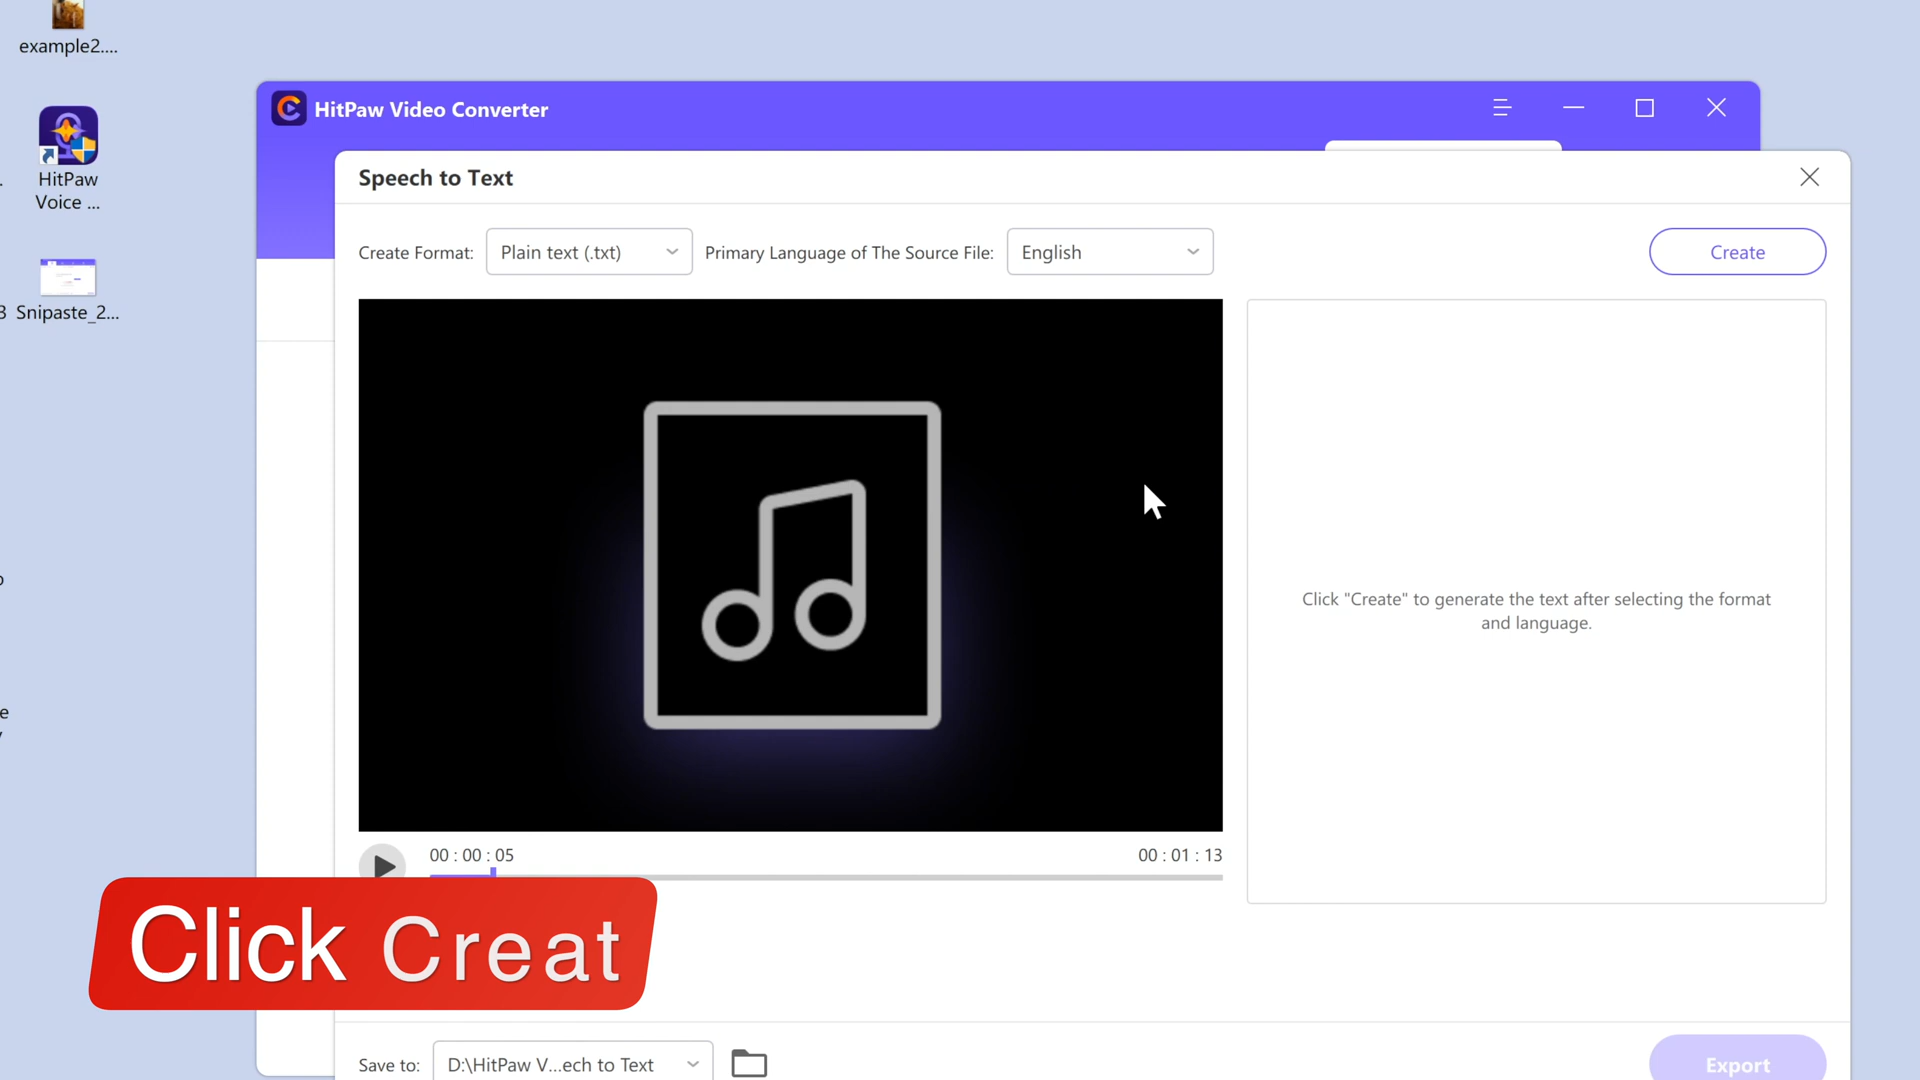 example2....
HitPaw Video Converter
HitPaw
Voice ...
Speech to Text
Create Format:
Plain text (.txt)
Primary Language of The Source File:
English
Create
3
Snipaste_2...
Click "Create" to generate the text after selecting the format
and language.
00 : 00 : 05
00 : 01 : 13
Click Creat
Save to:
D:\HitPaw V...ech to Text
Export